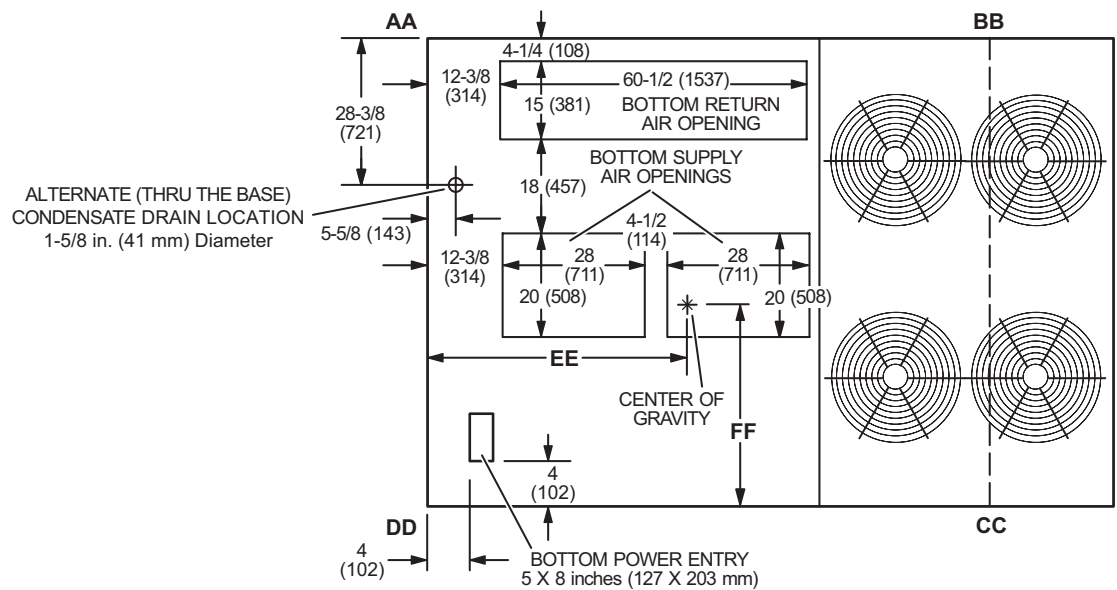 AA
BB
4-1/4 (108)
12-3/8
(314)
60-1/2 (1537)
28-3/8
(721)
15 (381)
BOTTOM RETURN
AIR OPENING
BOTTOM SUPPLY
AIR OPENINGS
18 (457)
ALTERNATE (THRU THE BASE)
CONDENSATE DRAIN LOCATION
1-5/8 in. (41 mm) Diameter
5-5/8 (143)
4-1/2
(114)
12-3/8
(314)
28
(711)
28
(711)
20 (508)
20 (508)
EE
CENTER OF
GRAVITY
FF
4
(102)
DD
CC
4
(102)
BOTTOM POWER ENTRY
5 X 8 inches (127 X 203 mm)